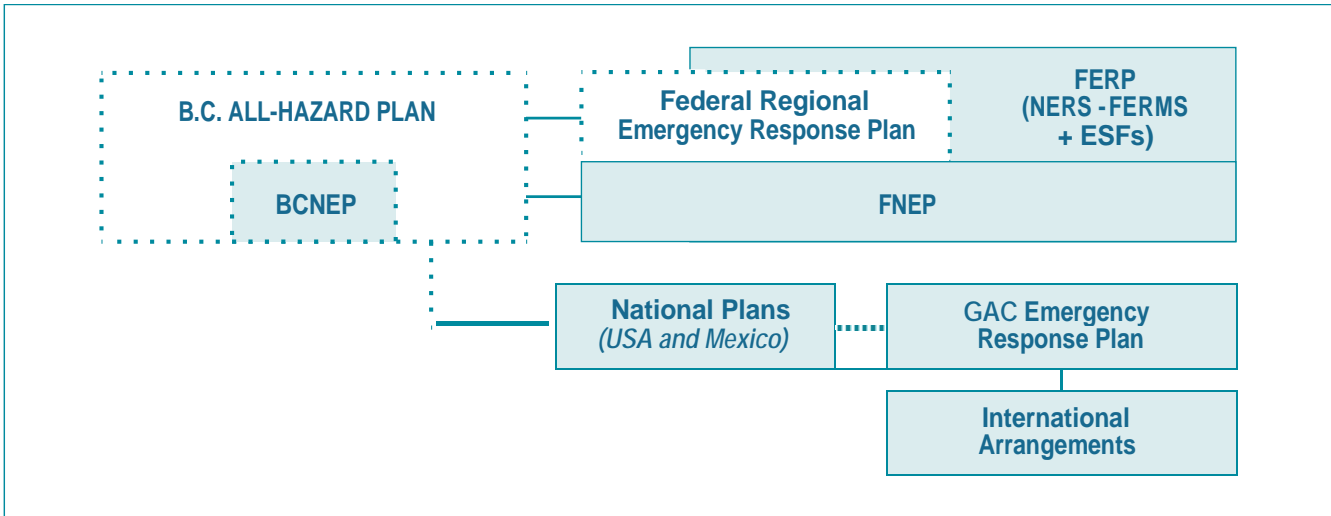 B.C. ALL-HAZARD PLAN
BCNEP
Federal Regional
Emergency Response Plan
FERP
(NERS -FERMS
+ ESFs)
FNEP
National Plans
(USA and Mexico)
GAC Emergency
Response Plan
International
Arrangements